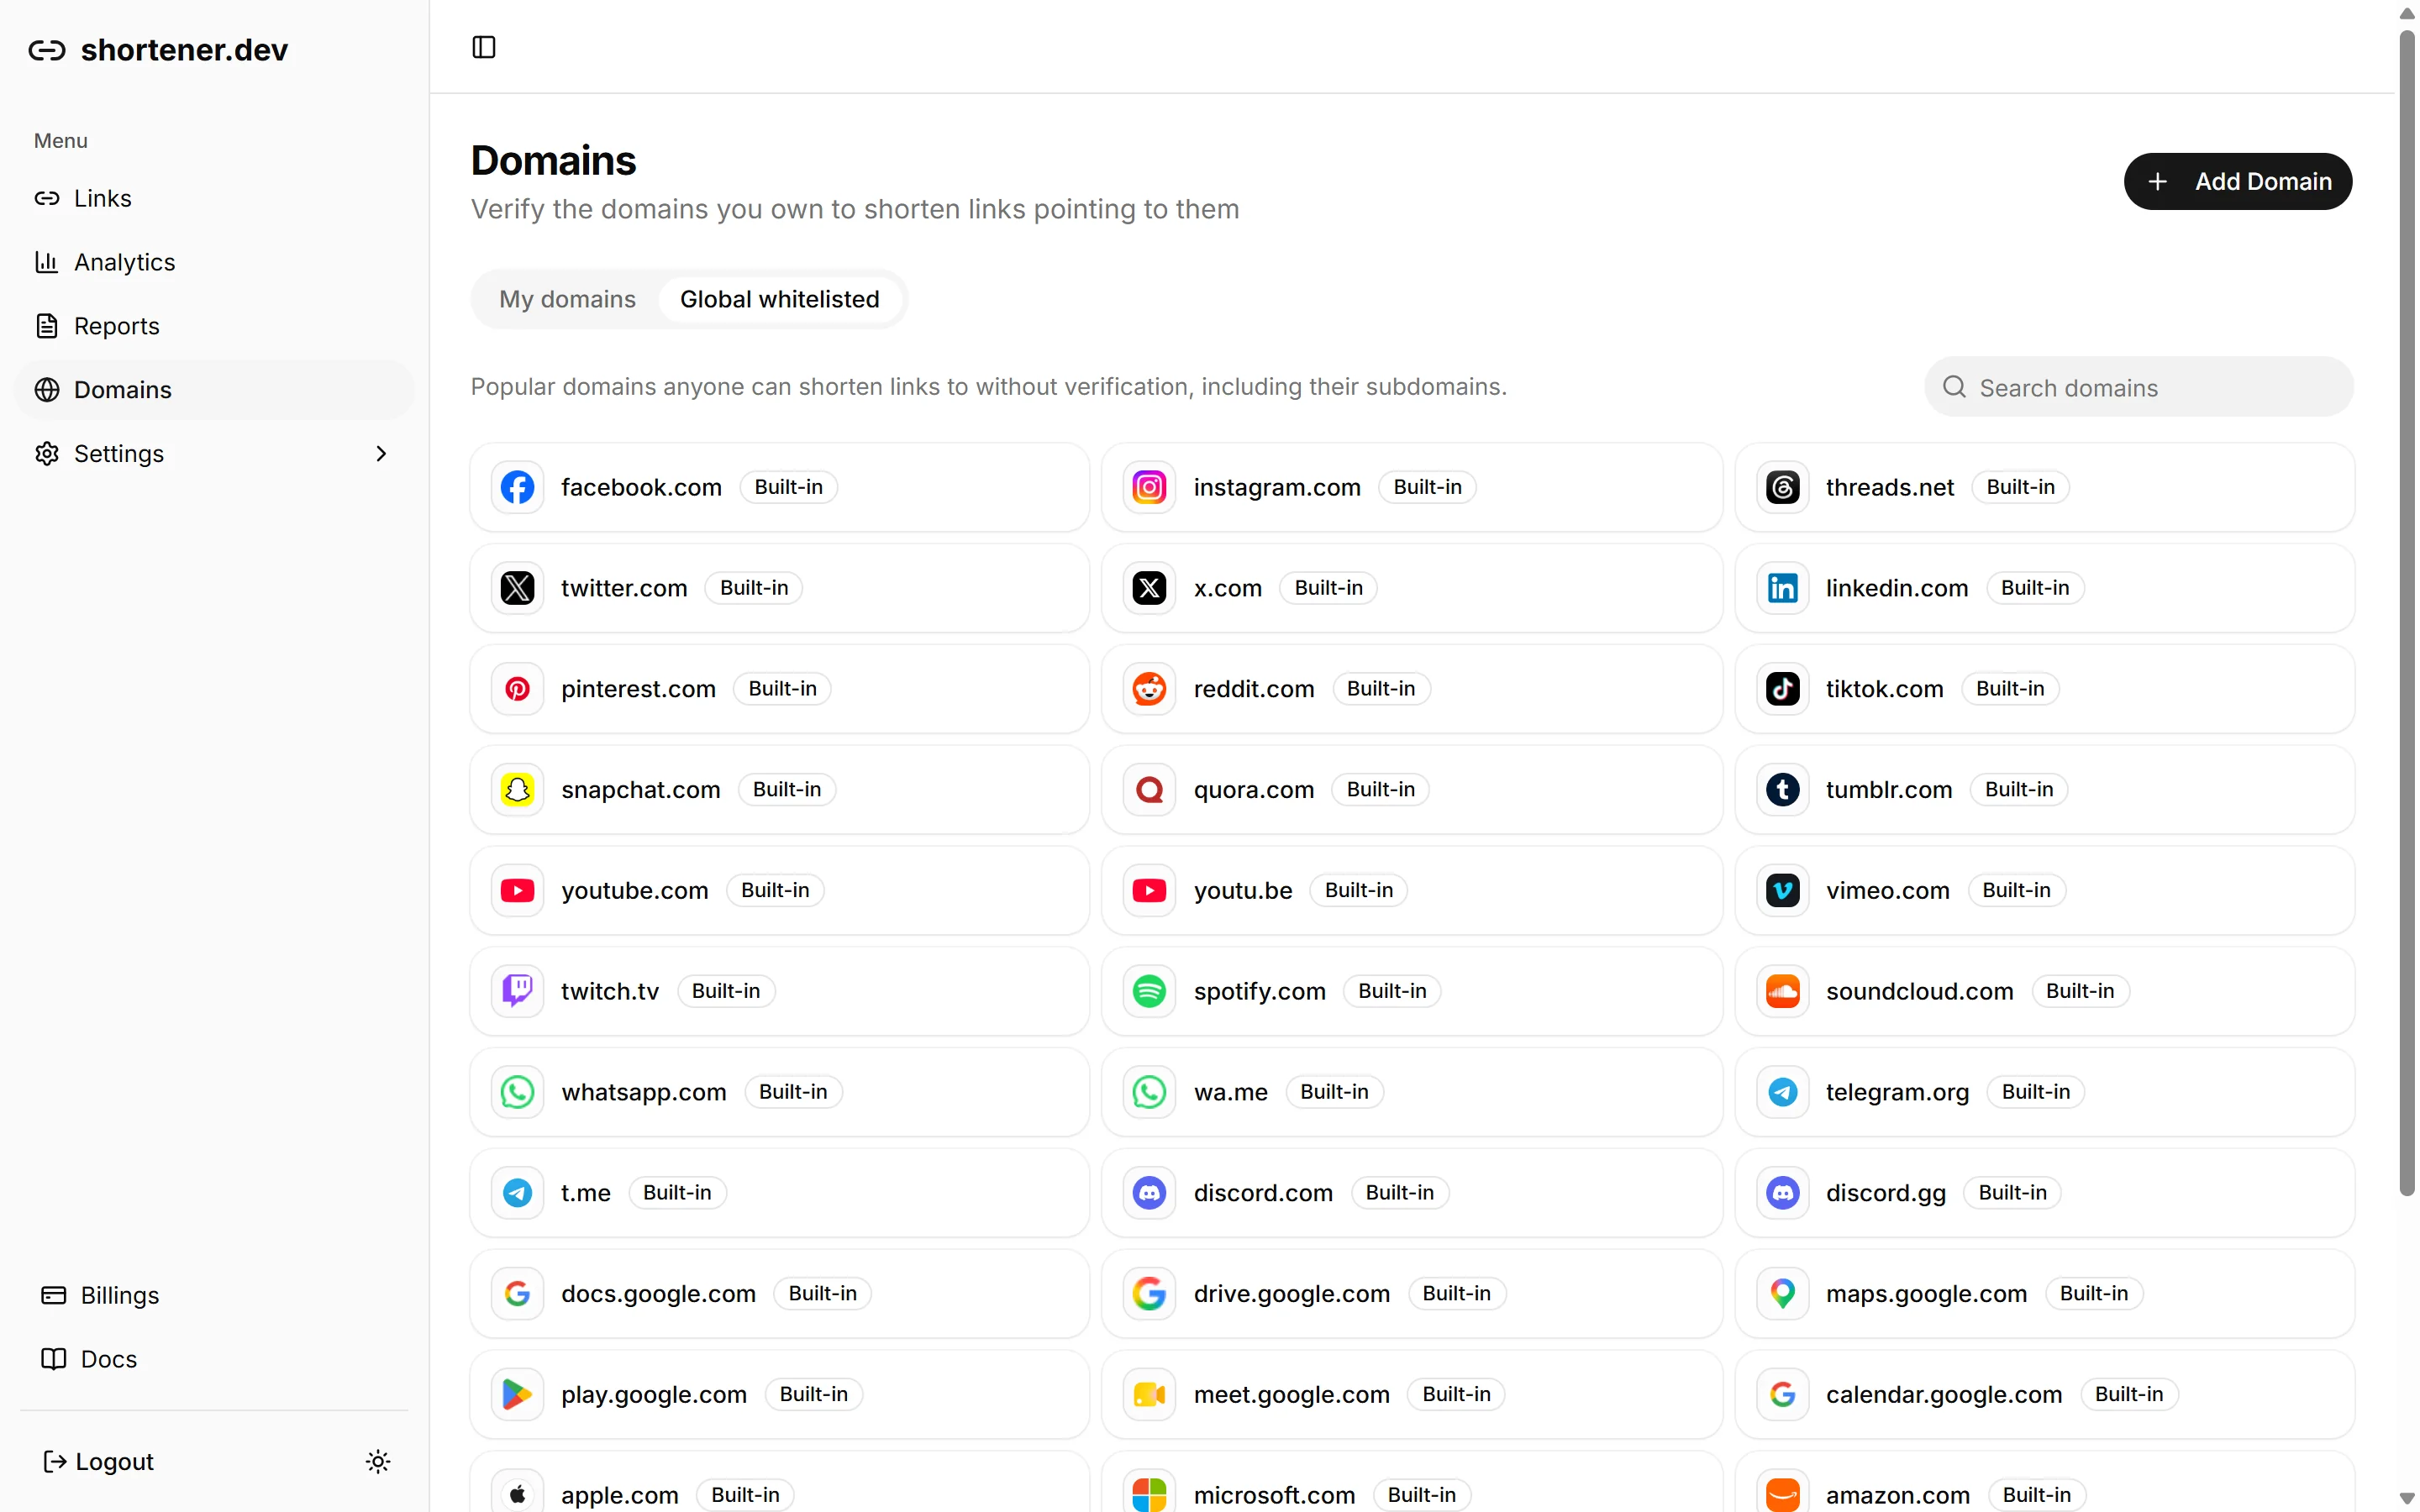 shortener.dev
Menu
Links
Analytics
Reports
Domains
Settings
Billings
Docs
Logout
Domains
Verify the domains you own to shorten links pointing to them
Add Domain
My domains
Global whitelisted
Popular domains anyone can shorten links to without verification, including their subdomains.
Search domains
facebook.com Built-in
instagram.com Built-in
threads.net Built-in
twitter.com Built-in
x.com Built-in
linkedin.com Built-in
pinterest.com Built-in
reddit.com Built-in
tiktok.com Built-in
snapchat.com Built-in
quora.com Built-in
tumblr.com Built-in
youtube.com Built-in
youtu.be Built-in
vimeo.com Built-in
twitch.tv Built-in
spotify.com Built-in
soundcloud.com Built-in
whatsapp.com Built-in
wa.me Built-in
telegram.org Built-in
t.me Built-in
discord.com Built-in
discord.gg Built-in
docs.google.com Built-in
drive.google.com Built-in
maps.google.com Built-in
play.google.com Built-in
meet.google.com Built-in
calendar.google.com Built-in
apple.com Built-in
microsoft.com Built-in
amazon.com Built-in